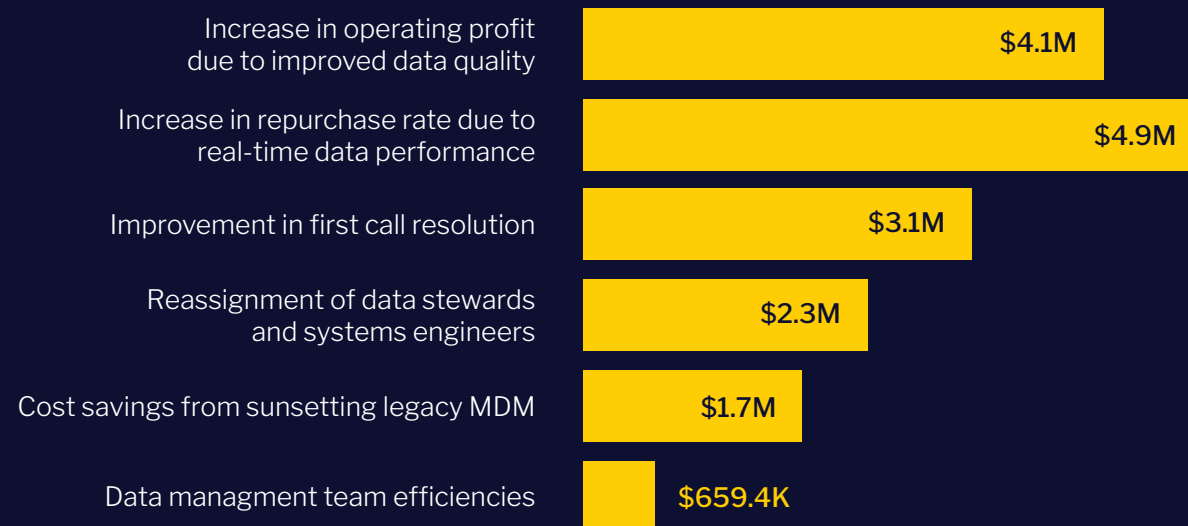 Increase in operating profit
due to improved data quality
$4.1M
Increase in repurchase rate due to
real-time data performance
$4.9M
Improvement in first call resolution
$3.1M
Reassignment of data stewards
and systems engineers
$2.3M
Cost savings from sunsetting legacy MDM
$1.7M
Data managment team efficiencies
$659.4K